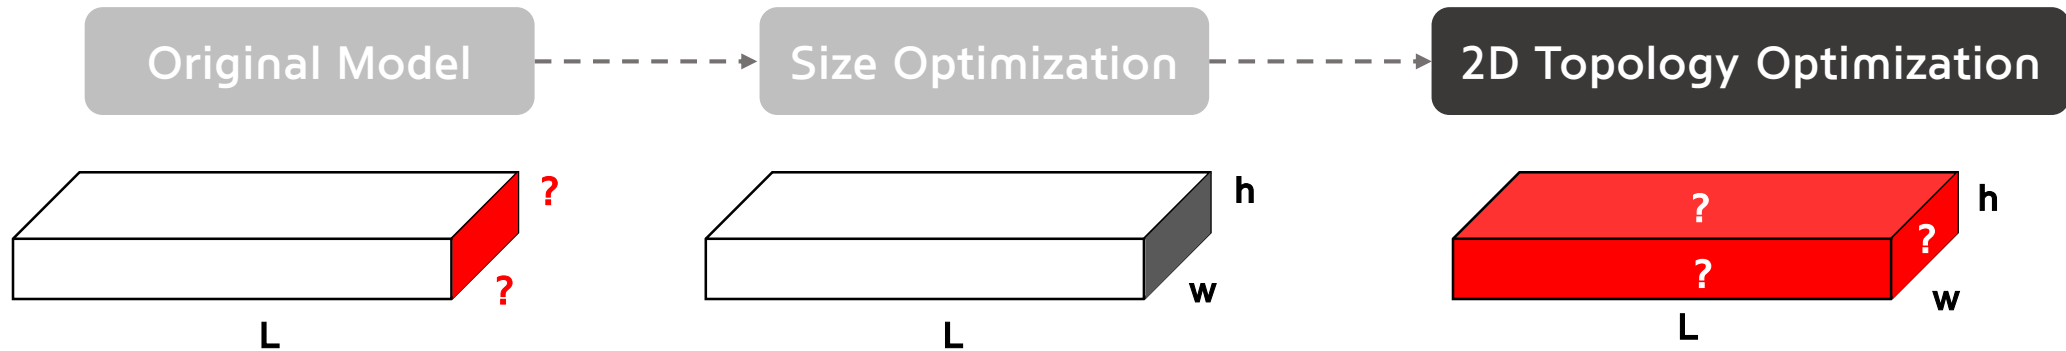 Original Model
Size Optimization
2D Topology Optimization
?
?
L
h
w
L
?
?
?
h
w
L